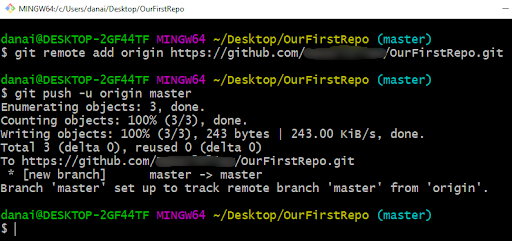 MINGW64:/c/Users/danai/Desktop/OurFirstRepo
danai@DESKTOP-2GF44TF MINGW64 ~/Desktop/OurFirstRepo (master)
$ git remote add origin https://github.com/ /OurFirstRepo.git
danai@DESKTOP-2GF44TF MINGW64 ~/Desktop/OurFirstRepo (master)
$ git push -u origin master
Enumerating objects: 3, done.
Counting objects: 100% (3/3), done.
Writing objects: 100% (3/3), 243 bytes | 243.00 KiB/s, done.
Total 3 (delta 0), reused 0 (delta 0)
To https://github.com/ /OurFirstRepo.git
 * [new branch]      master -> master
Branch 'master' set up to track remote branch 'master' from 'origin'.
danai@DESKTOP-2GF44TF MINGW64 ~/Desktop/OurFirstRepo (master)
$